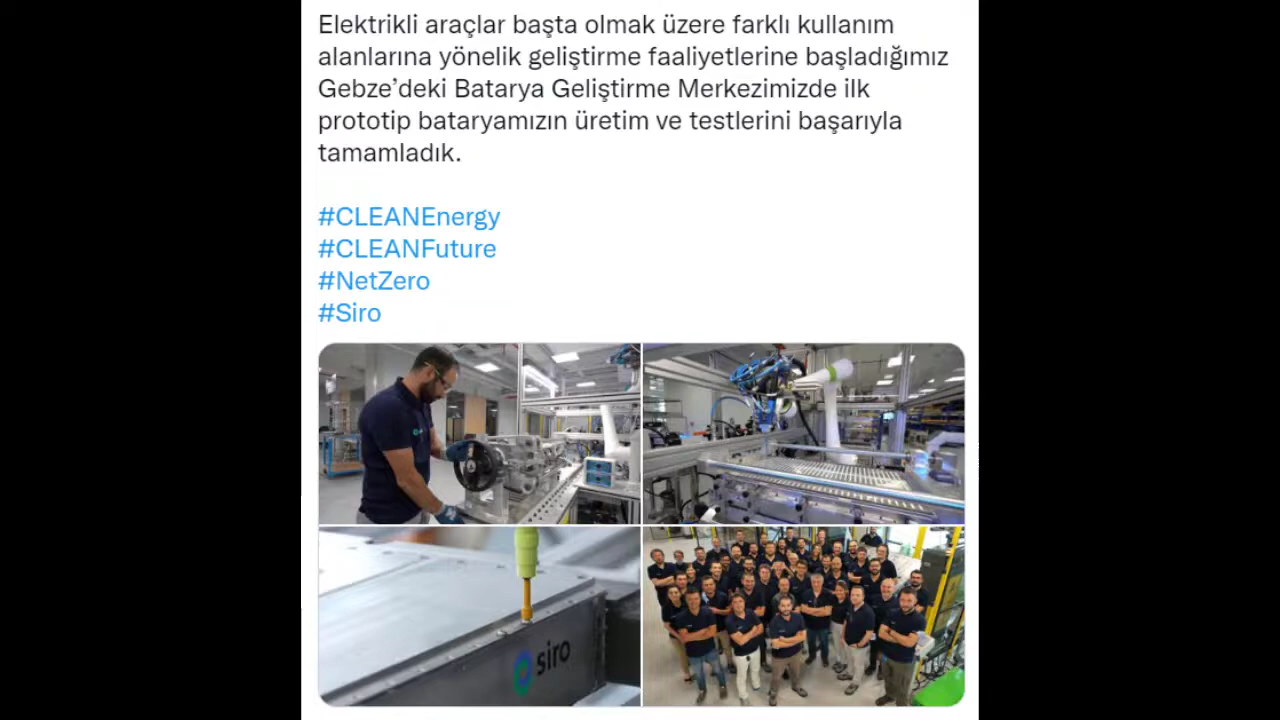 Elektrikli araçlar başta olmak üzere farklı kullanım
alanlarına yönelik geliştirme faaliyetlerine başladığımız
Gebze’deki Batarya Geliştirme Merkezimizde ilk
prototip bataryamızın üretim ve testlerini başarıyla
tamamladık.
#CLEANEnergy
#CLEANFuture
#NetZero
#Siro
siro